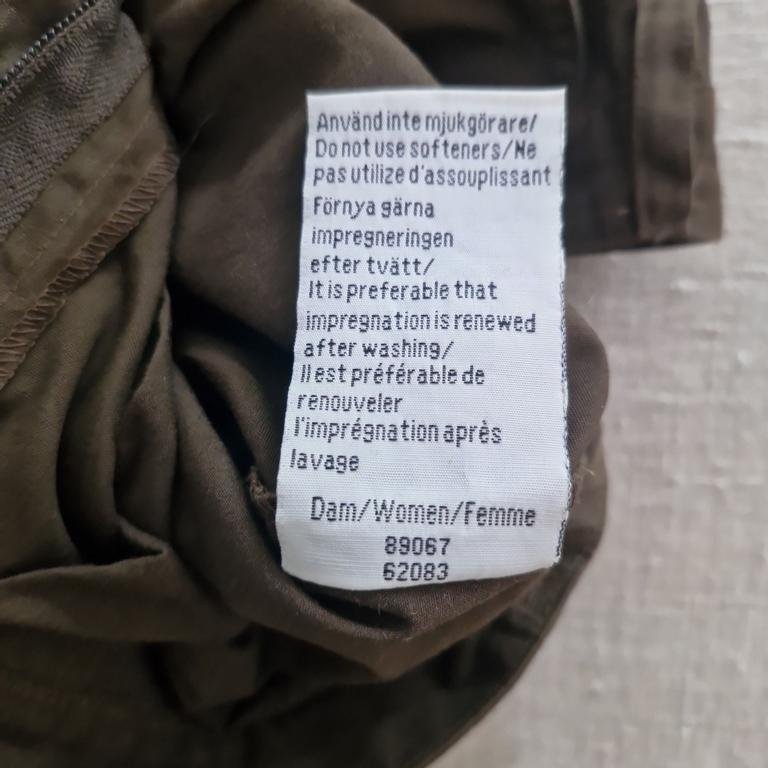 Använd inte mjukgörare/
Do not use softeners/Ne
pas utilize d'assouplissant
Förnya gärna
impregneringen
efter tvätt/
It is preferable that
impregnation is renewed
after washing/
Il est préférable de
renouveler
l'imprégnation après
lavage
Dam/Women/Femme
89067
62083